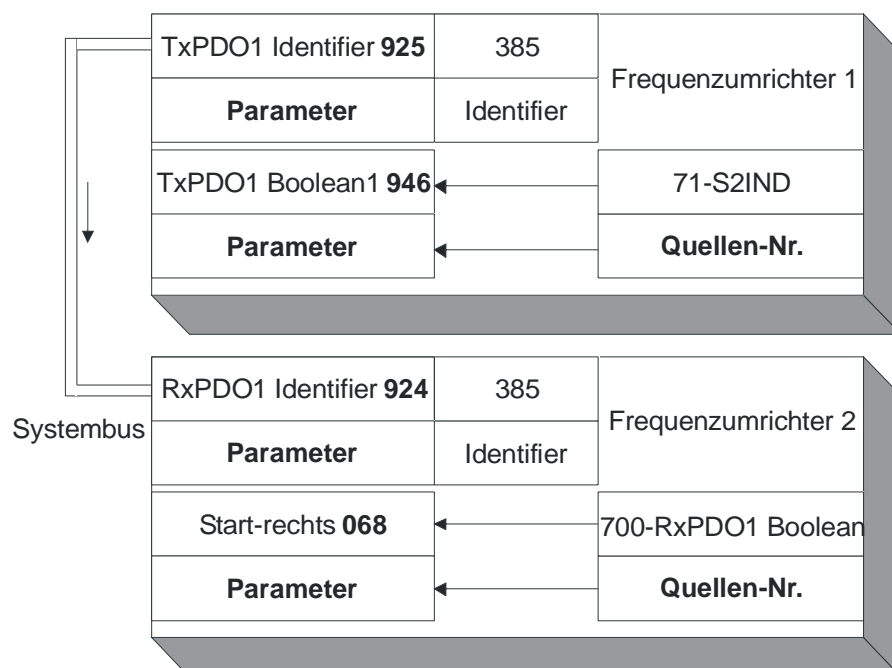 TxPDO1 Identifier 925 385
Frequenzumrichter 1
Parameter Identifier
TxPDO1 Boolean1 946 71-S2IND
Parameter Quellen-Nr.
RxPDO1 Identifier 924 385
Systembus
Frequenzumrichter 2
Parameter Identifier
Start-rechts 068 700-RxPDO1 Boolean
Parameter Quellen-Nr.